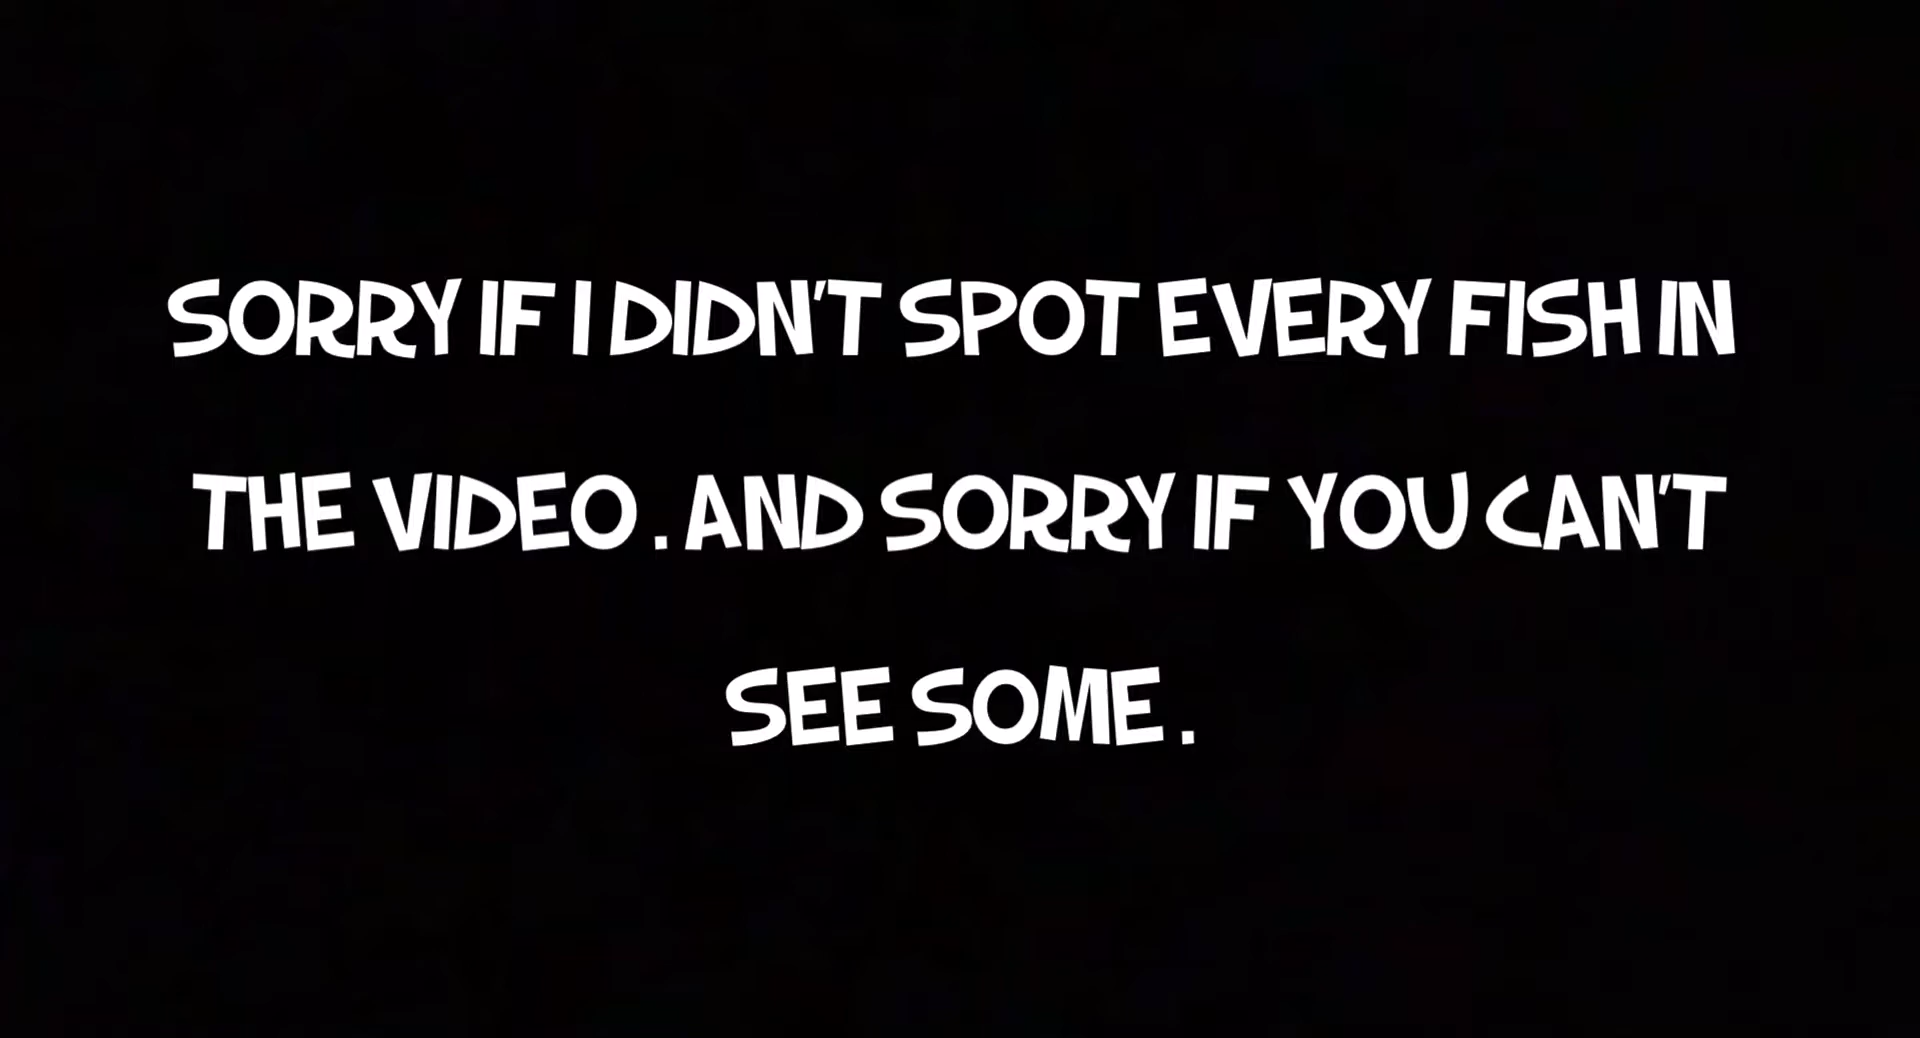 SORRY IF I DIDN'T SPOT EVERY FISH IN
THE VIDEO . AND SORRY IF YOU CAN'T
SEE SOME .